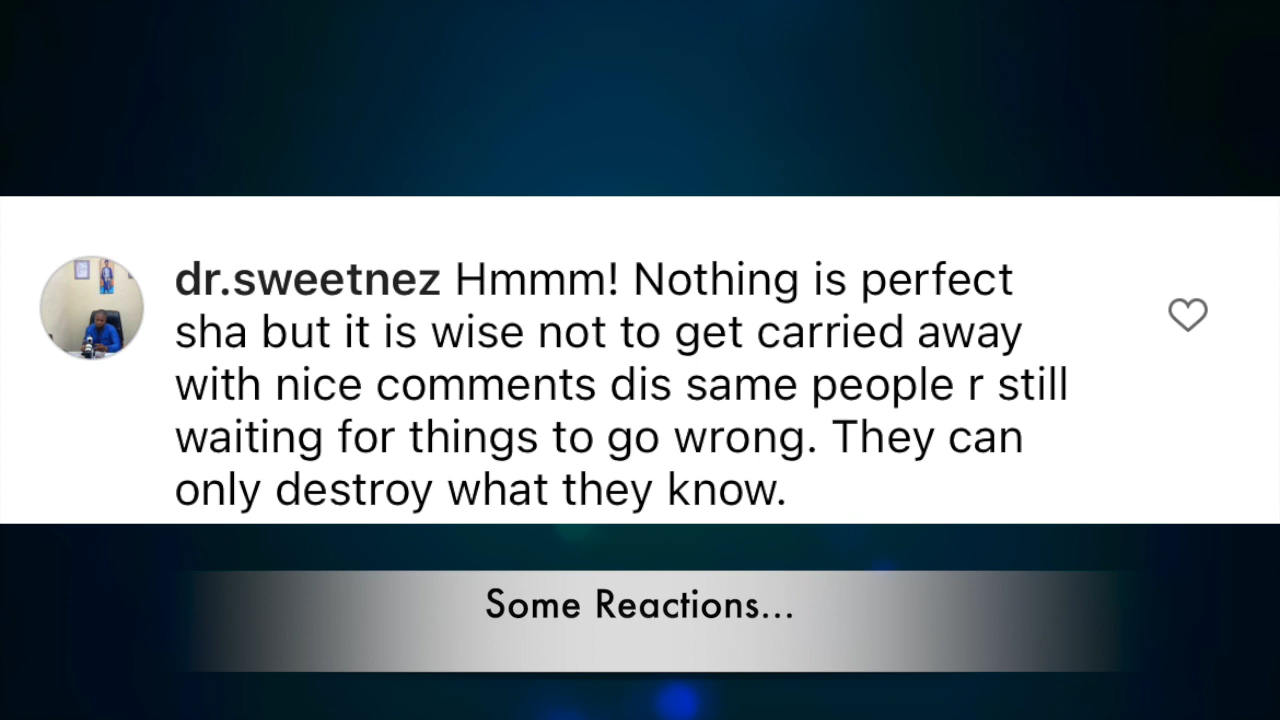 dr.sweetnez Hmmm! Nothing is perfect
sha but it is wise not to get carried away
with nice comments dis same people r still
waiting for things to go wrong. They can
only destroy what they know.
Some Reactions...